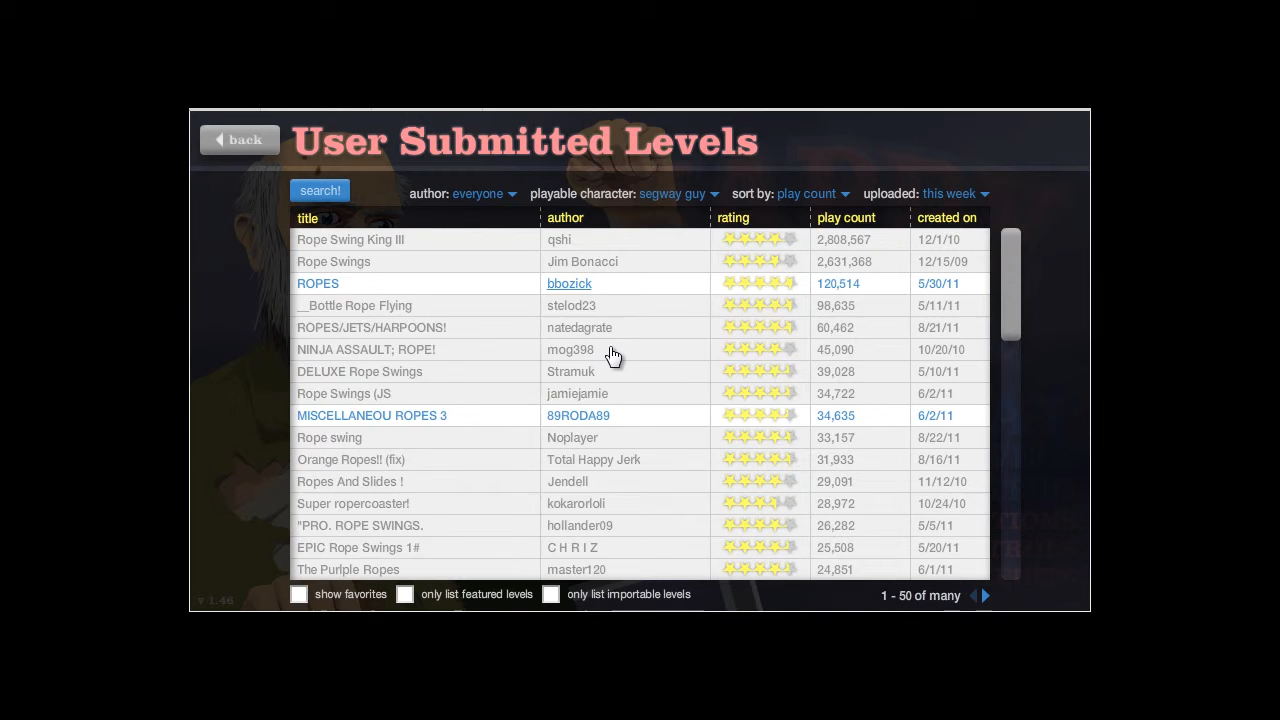 back
User Submitted Levels
search!
author: everyone playable character: segway guy sort by: play count uploaded: this week
title author rating play count created on
Rope Swing King III qshi 2,808,567 12/1/10
Rope Swings Jim Bonacci 2,631,368 12/15/09
ROPES bbozick 120,514 5/30/11
__Bottle Rope Flying stelod23 98,635 5/11/11
ROPES/JETS/HARPOONS! natedagrate 60,462 8/21/11
NINJA ASSAULT; ROPE! mog398 45,090 10/20/10
DELUXE Rope Swings Stramuk 39,028 5/10/11
Rope Swings (JS jamiejamie 34,722 6/2/11
MISCELLANEOU ROPES 3 89RODA89 34,635 6/2/11
Rope swing Noplayer 33,157 8/22/11
Orange Ropes!! (fix) Total Happy Jerk 31,933 8/16/11
Ropes And Slides ! Jendell 29,091 11/12/10
Super ropercoaster! kokarorloli 28,972 10/24/10
"PRO. ROPE SWINGS. hollander09 26,282 5/5/11
EPIC Rope Swings 1# C H R I Z 25,508 5/20/11
The Purlple Ropes master120 24,851 6/1/11
show favorites only list featured levels only list importable levels 1 - 50 of many
v 1.46